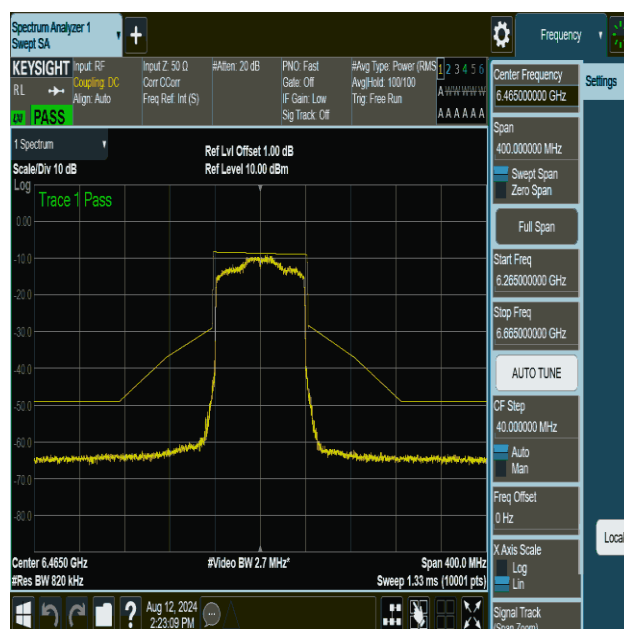 Spectrum Analyzer 1
Swept SA
Frequency
KEYSIGHT
RL
PASS
Input: RF
Coupling: DC
Align: Auto
Input Z: 50 Ω
Corr CCorr
Freq Ref: Int (S)
#Atten: 20 dB
PNO: Fast
Gate: Off
IF Gain: Low
Sig Track: Off
#Avg Type: Power (RMS
Avg|Hold: 100/100
Trig: Free Run
1 2 3 4 5 6
A W W W W W
A A A A A A
1 Spectrum
Scale/Div 10 dB
Ref Lvl Offset 1.00 dB
Ref Level 10.00 dBm
Log
Trace 1 Pass
0.00
-10.0
-20.0
-30.0
-40.0
-50.0
-60.0
-70.0
-80.0
Center 6.4650 GHz
#Res BW 820 kHz
#Video BW 2.7 MHz*
Span 400.0 MHz
Sweep 1.33 ms (10001 pts)
Aug 12, 2024
2:23:09 PM
?
Center Frequency
6.465000000 GHz
Settings
Span
400.000000 MHz
Swept Span
Zero Span
Full Span
Start Freq
6.265000000 GHz
Stop Freq
6.665000000 GHz
AUTO TUNE
CF Step
40.000000 MHz
Auto
Man
Freq Offset
0 Hz
Local
X Axis Scale
Log
Lin
Signal Track
(Span Zoom)